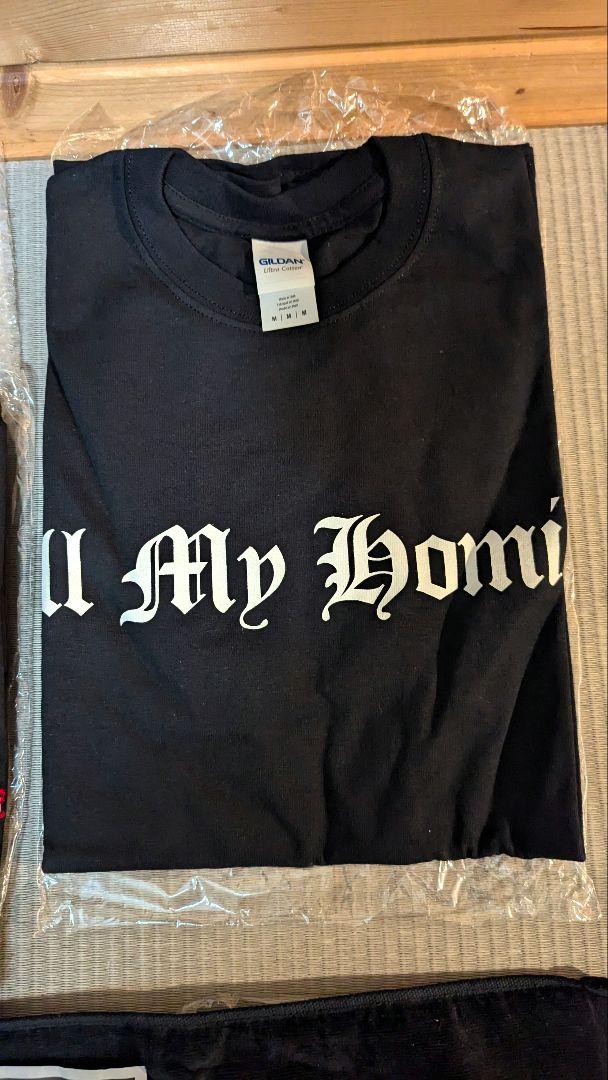 GILDAN
Ultra Cotton
M | M | M
ll My Homi